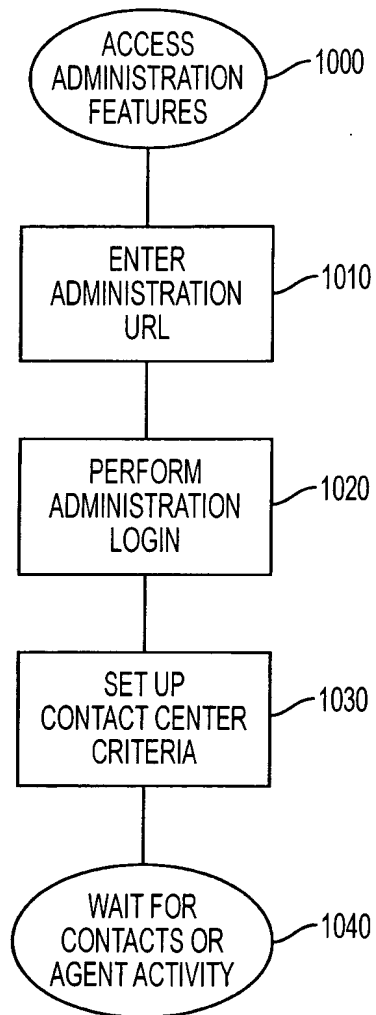 ACCESS
ADMINISTRATION
FEATURES
1000
ENTER
ADMINISTRATION
URL
1010
PERFORM
ADMINISTRATION
LOGIN
1020
SET UP
CONTACT CENTER
CRITERIA
1030
WAIT FOR
CONTACTS OR
AGENT ACTIVITY
1040